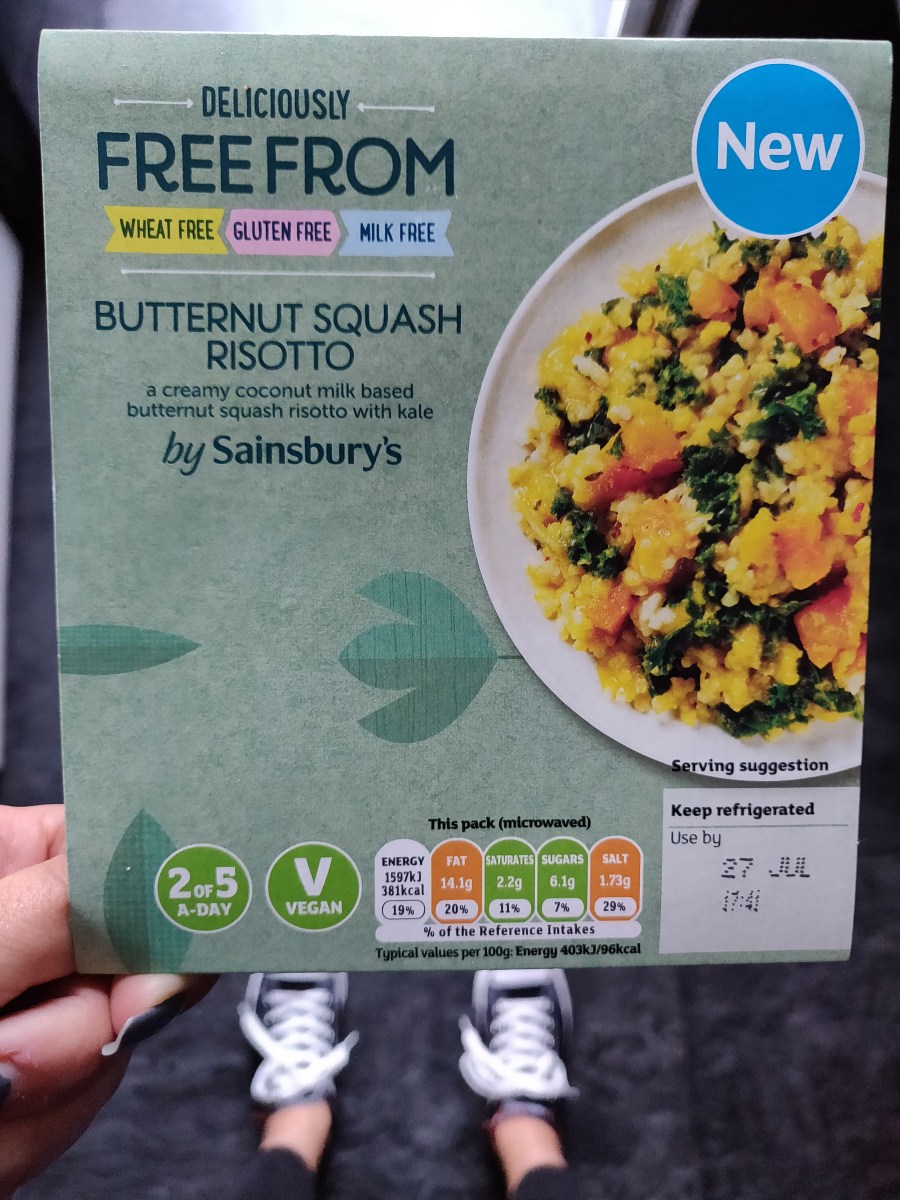 DELICIOUSLY
FREE FROM
WHEAT FREE GLUTEN FREE MILK FREE
BUTTERNUT SQUASH
RISOTTO
a creamy coconut milk based
butternut squash risotto with kale
by Sainsbury's
New
Serving suggestion
Keep refrigerated
Use by
27 JUL
2 OF 5
A-DAY
V
VEGAN
This pack (microwaved)
ENERGY FAT SATURATES SUGARS SALT
1597kJ
381kcal 14.1g 2.2g 6.1g 1.73g
19% 20% 11% 7% 29%
% of the Reference Intakes
Typical values per 100g: Energy 403kJ/96kcal